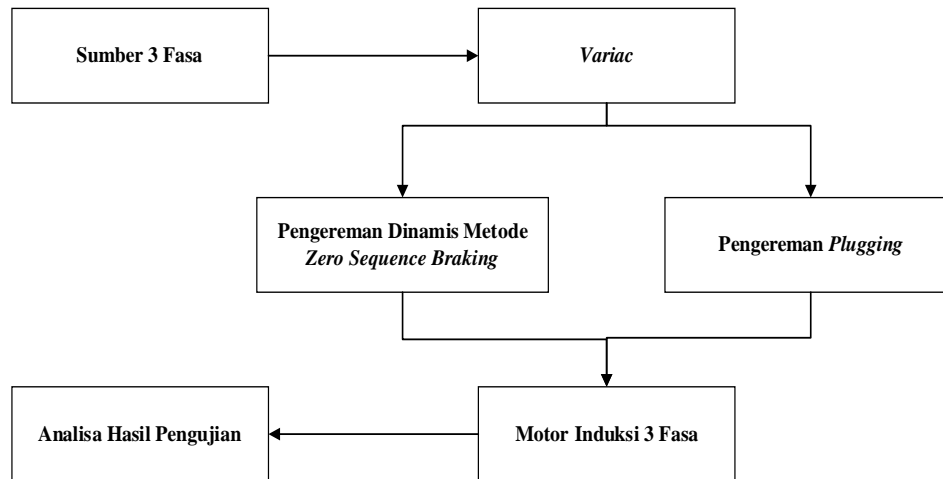 Sumber 3 Fasa
Variac
Pengereman Dinamis Metode
Zero Sequence Braking
Pengereman Plugging
Analisa Hasil Pengujian
Motor Induksi 3 Fasa